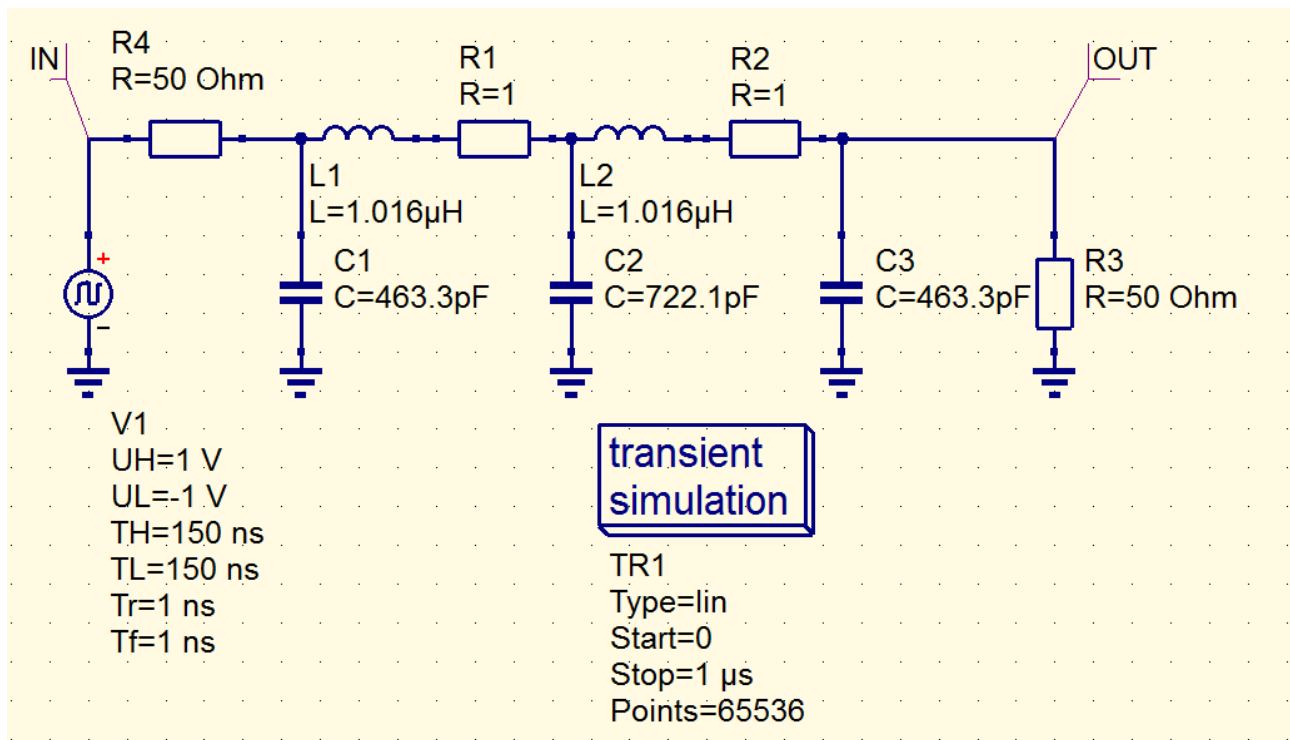 IN
R4
R=50 Ohm
R1
R=1
R2
R=1
OUT
L1
L=1.016µH
L2
L=1.016µH
C1
C=463.3pF
C2
C=722.1pF
C3
C=463.3pF
R3
R=50 Ohm
+
−
V1
UH=1 V
UL=-1 V
TH=150 ns
TL=150 ns
Tr=1 ns
Tf=1 ns
transient
simulation
TR1
Type=lin
Start=0
Stop=1 µs
Points=65536